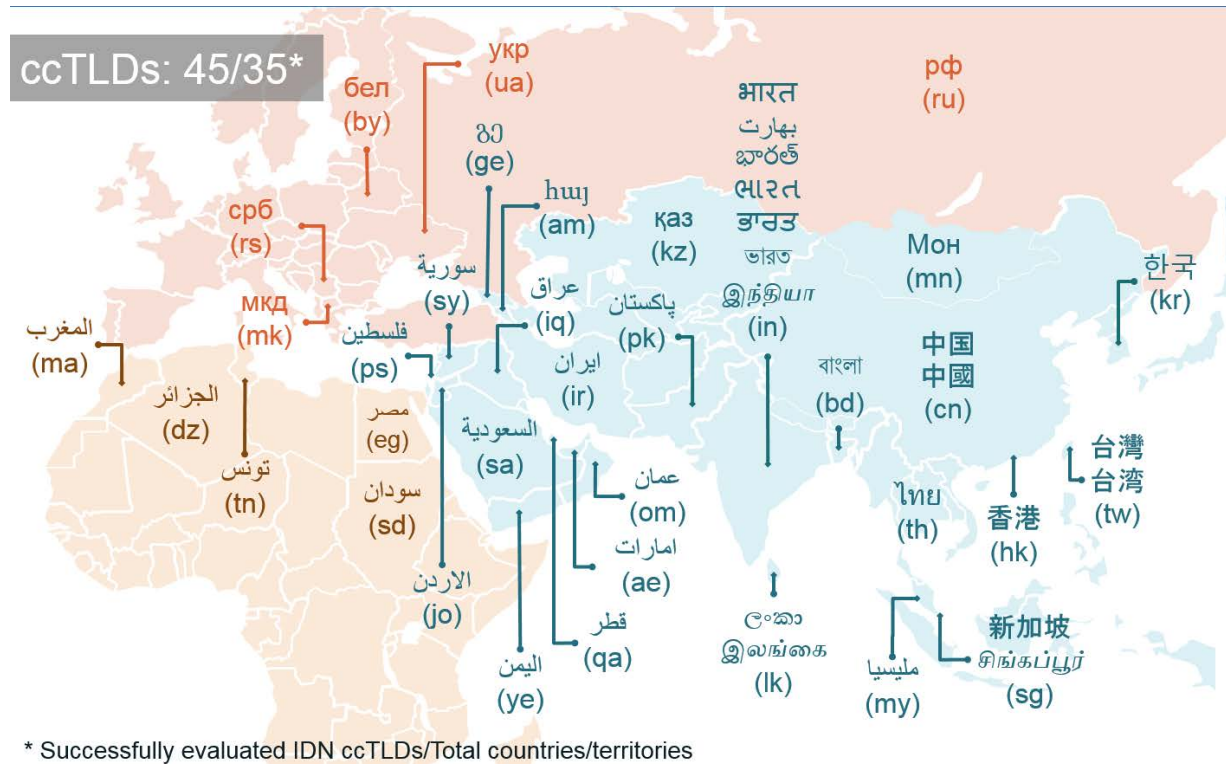 ccTLDs: 45/35*
укр
(ua)
бел
(by)
рф
(ru)
срб
(rs)
мкд
(mk)
გე
(ge)
հայ
(am)
қаз
(kz)
भारत
بھارت
భారత్
ભારત
ਭਾਰਤ
ভারত
இந்தியா
(in)
Мон
(mn)
한국
(kr)
سورية
(sy)
عراق
(iq)
پاکستان
(pk)
فلسطين
(ps)
ایران
(ir)
বাংলা
(bd)
中国
中國
(cn)
المغرب
(ma)
الجزائر
(dz)
تونس
(tn)
مصر
(eg)
سودان
(sd)
السعودية
(sa)
عمان
(om)
امارات
(ae)
قطر
(qa)
الاردن
(jo)
اليمن
(ye)
ไทย
(th)
香港
(hk)
台灣
台湾
(tw)
ලංකා
இலங்கை
(lk)
مليسيا
(my)
新加坡
சிங்கப்பூர்
(sg)
* Successfully evaluated IDN ccTLDs/Total countries/territories